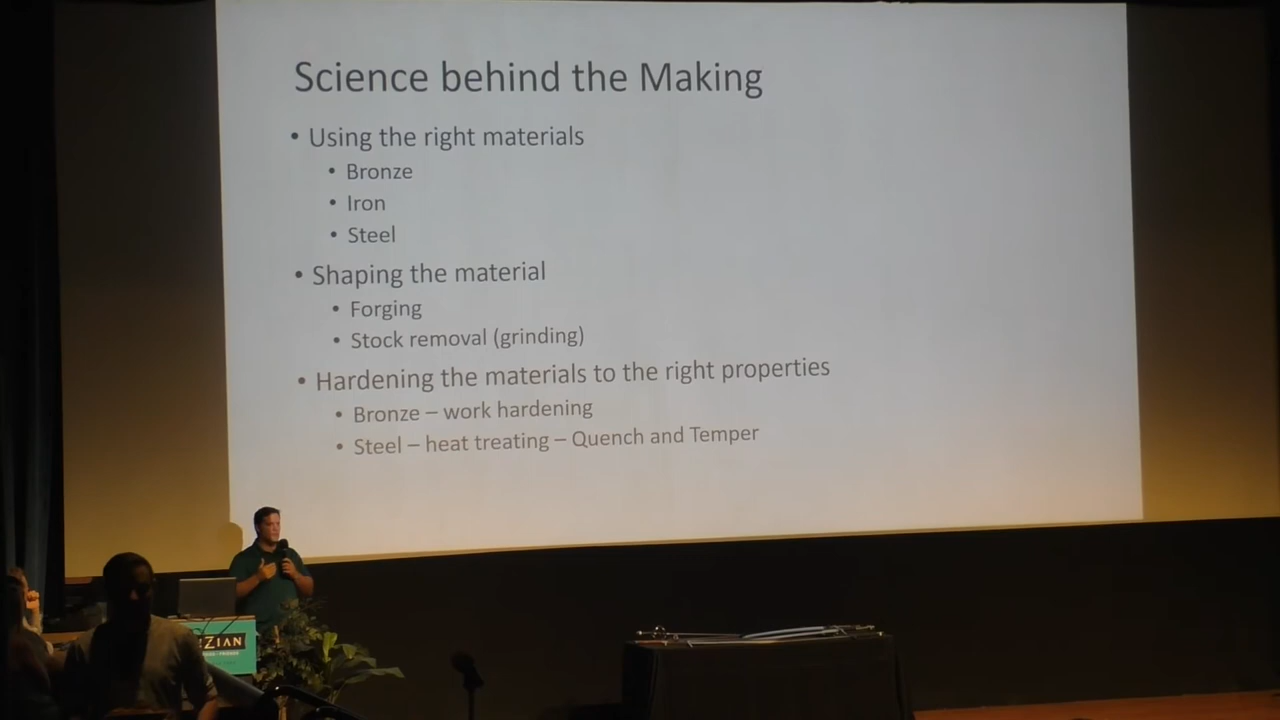 Science behind the Making
• Using the right materials
• Bronze
• Iron
• Steel
• Shaping the material
• Forging
• Stock removal (grinding)
• Hardening the materials to the right properties
• Bronze – work hardening
• Steel – heat treating – Quench and Temper